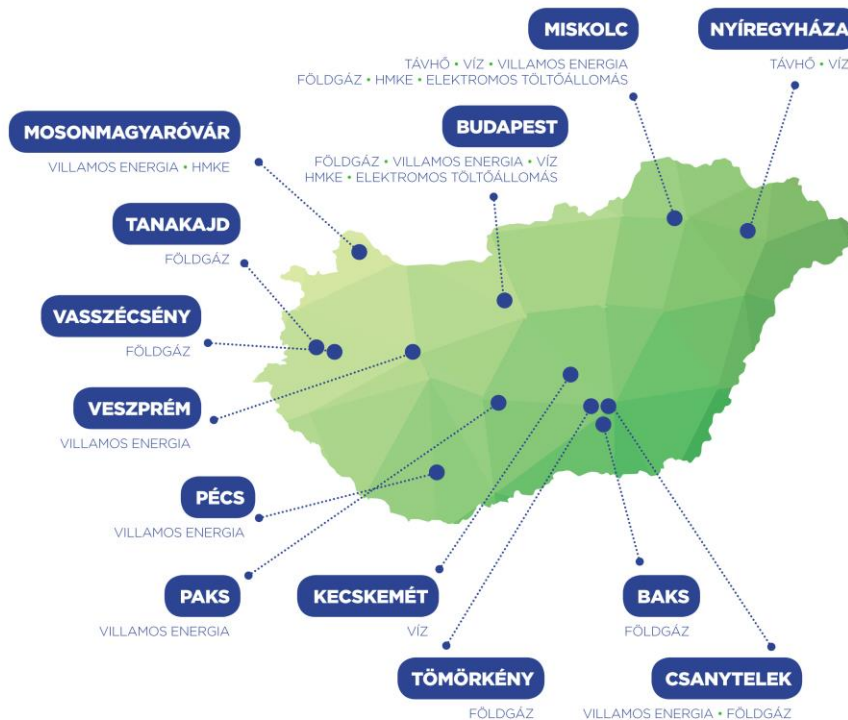 MISKOLC
TÁVHŐ • VÍZ • VILLAMOS ENERGIA
FÖLDGÁZ • HMKE • ELEKTROMOS TÖLTŐÁLLOMÁS
NYÍREGYHÁZA
TÁVHŐ • VÍZ
MOSONMAGYARÓVÁR
VILLAMOS ENERGIA • HMKE
BUDAPEST
FÖLDGÁZ • VILLAMOS ENERGIA • VÍZ
HMKE • ELEKTROMOS TÖLTŐÁLLOMÁS
TANAKAJD
FÖLDGÁZ
VASSZÉCSÉNY
FÖLDGÁZ
VESZPRÉM
VILLAMOS ENERGIA
PÉCS
VILLAMOS ENERGIA
PAKS
VILLAMOS ENERGIA
KECSKEMÉT
VÍZ
BAKS
FÖLDGÁZ
TÖMÖRKÉNY
FÖLDGÁZ
CSANYTELEK
VILLAMOS ENERGIA • FÖLDGÁZ